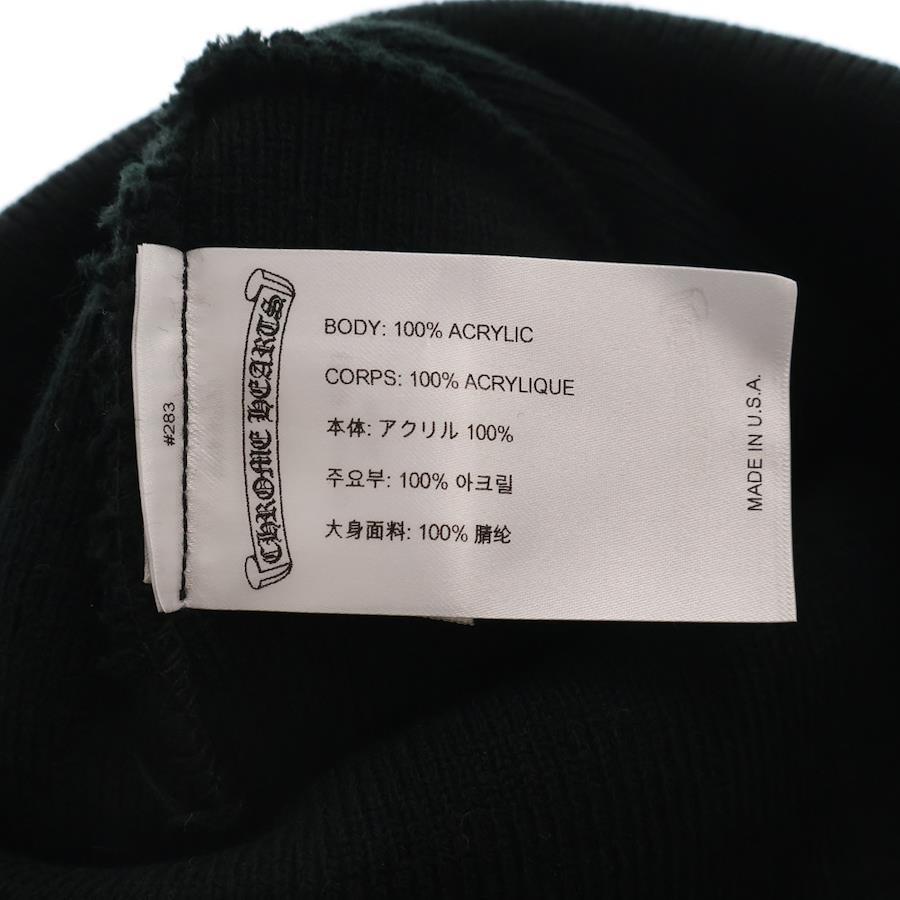 #283
CHROME HEARTS
BODY: 100% ACRYLIC
CORPS: 100% ACRYLIQUE
本体: アクリル 100%
주요부: 100% 아크릴
大身面料: 100% 腈纶
MADE IN U.S.A.